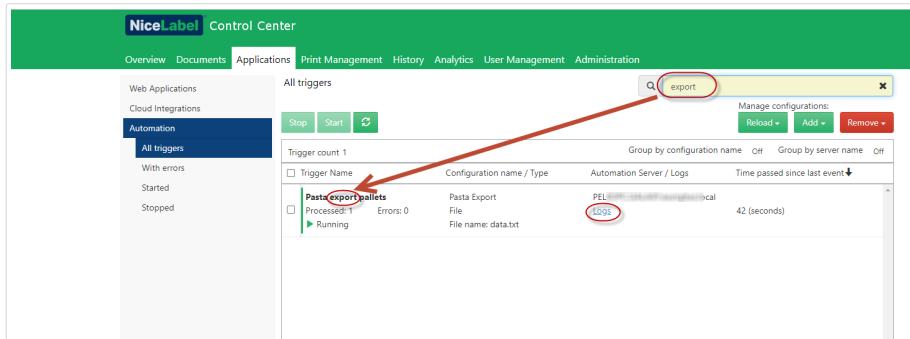 NiceLabel Control Center
Overview Documents Applications Print Management History Analytics User Management Administration
Web Applications
Cloud Integrations
Automation
All triggers
With errors
Started
Stopped
All triggers
export
Manage configurations:
Stop Start Reload Add Remove
Trigger count 1 Group by configuration name Off Group by server name Off
Trigger Name Configuration name / Type Automation Server / Logs Time passed since last event
Pasta export pallets Pasta Export PEL cal
Processed: 1 Errors: 0 File Logs 42 (seconds)
Running File name: data.txt